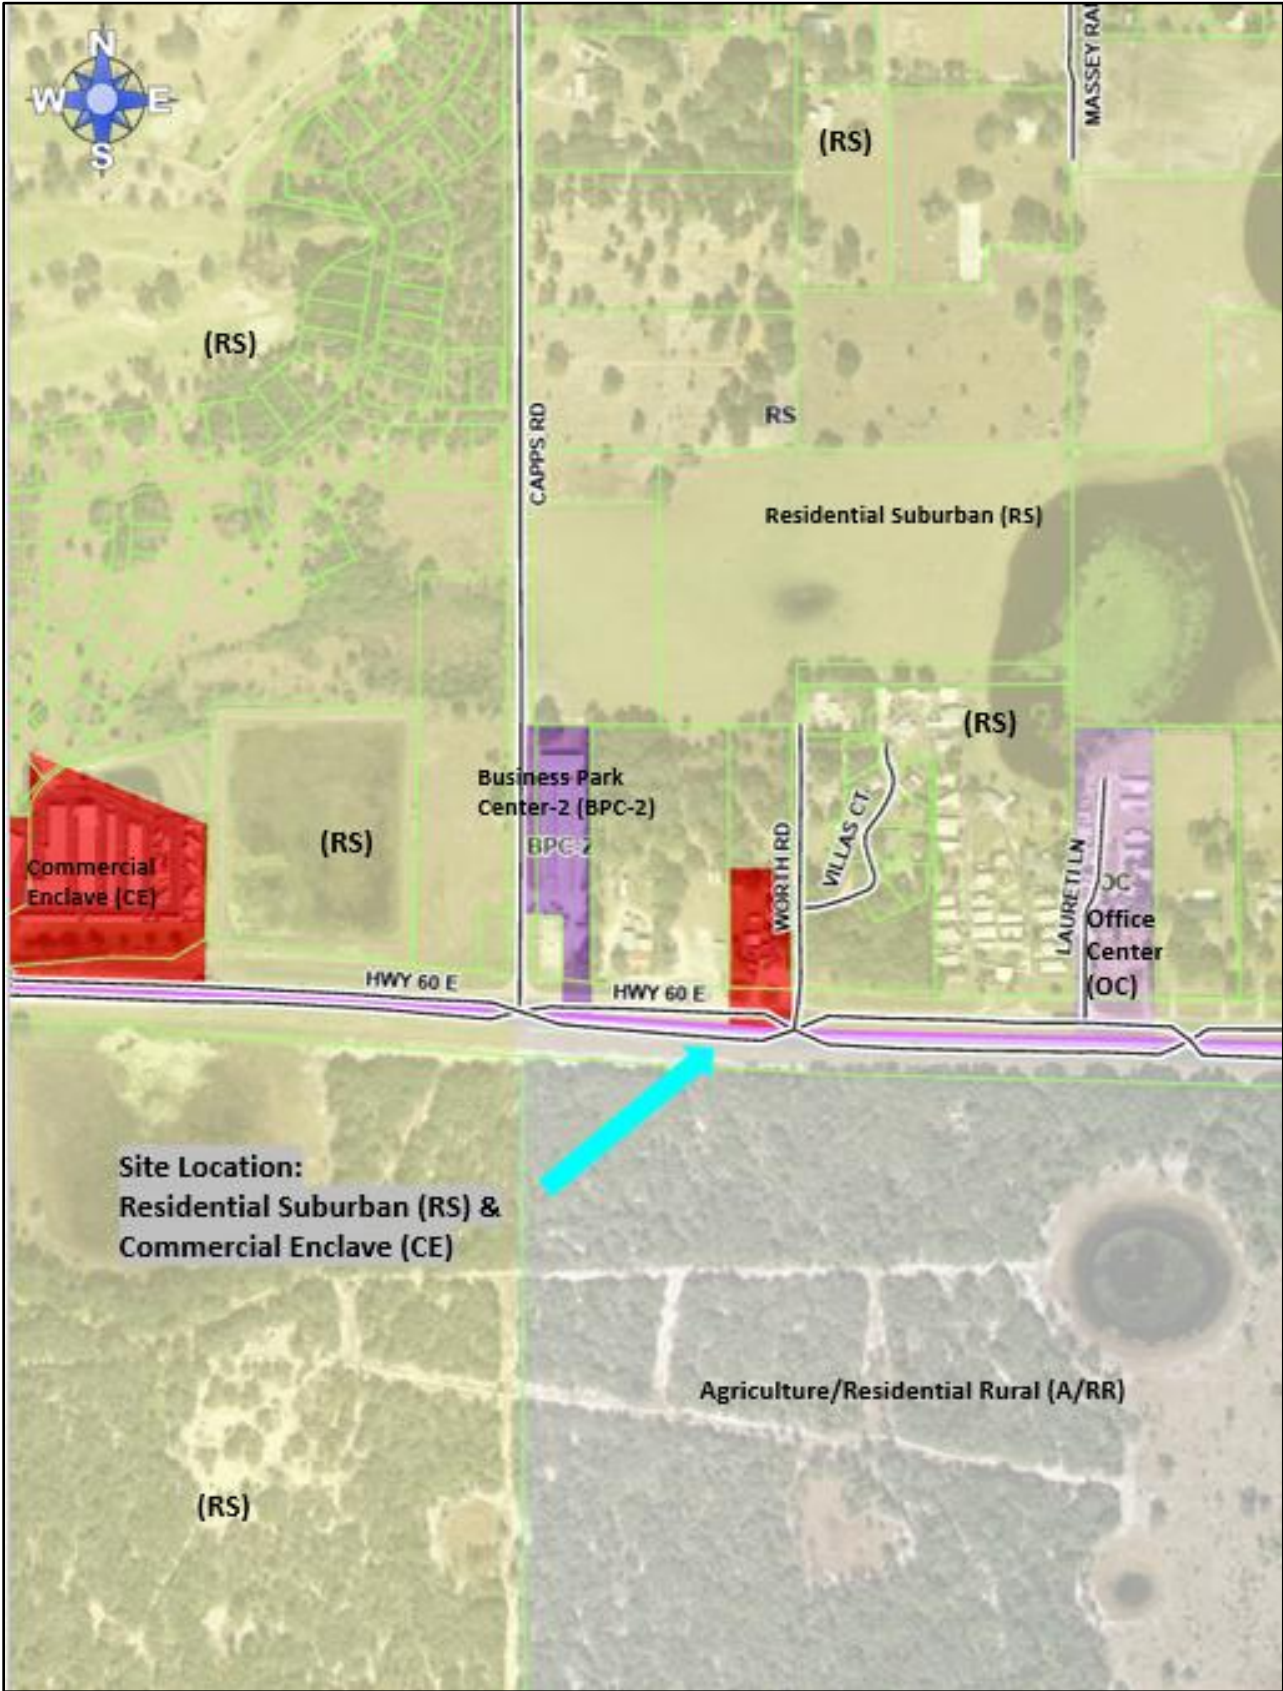 N
W E
S
MASSEY RA
(RS)
(RS)
CAPPS RD
RS
Residential Suburban (RS)
(RS)
Business Park
Center-2 (BPC-2)
BPC-2
(RS)
Commercial
Enclave (CE)
WORTH RD
VILLAS CT.
LAURETI LN
OC
Office
Center
(OC)
HWY 60 E
HWY 60 E
Site Location:
Residential Suburban (RS) &
Commercial Enclave (CE)
Agriculture/Residential Rural (A/RR)
(RS)